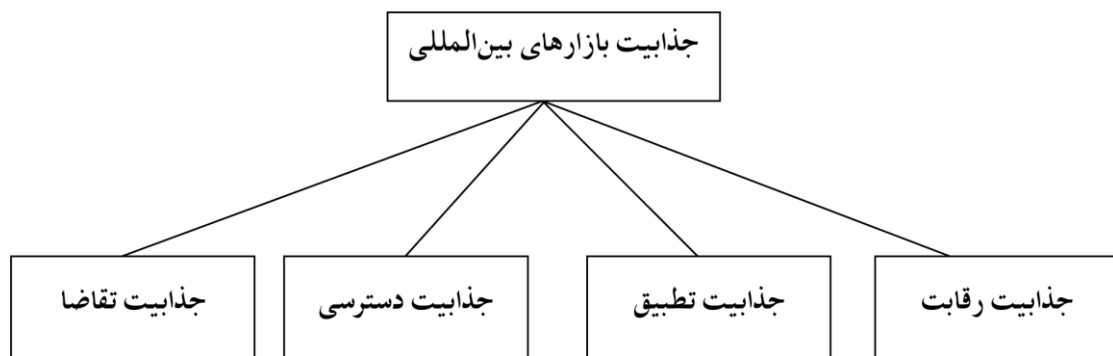 جذابیت بازارهای بین‌المللی
جذابیت رقابت
جذابیت تطبیق
جذابیت دسترسی
جذابیت تقاضا